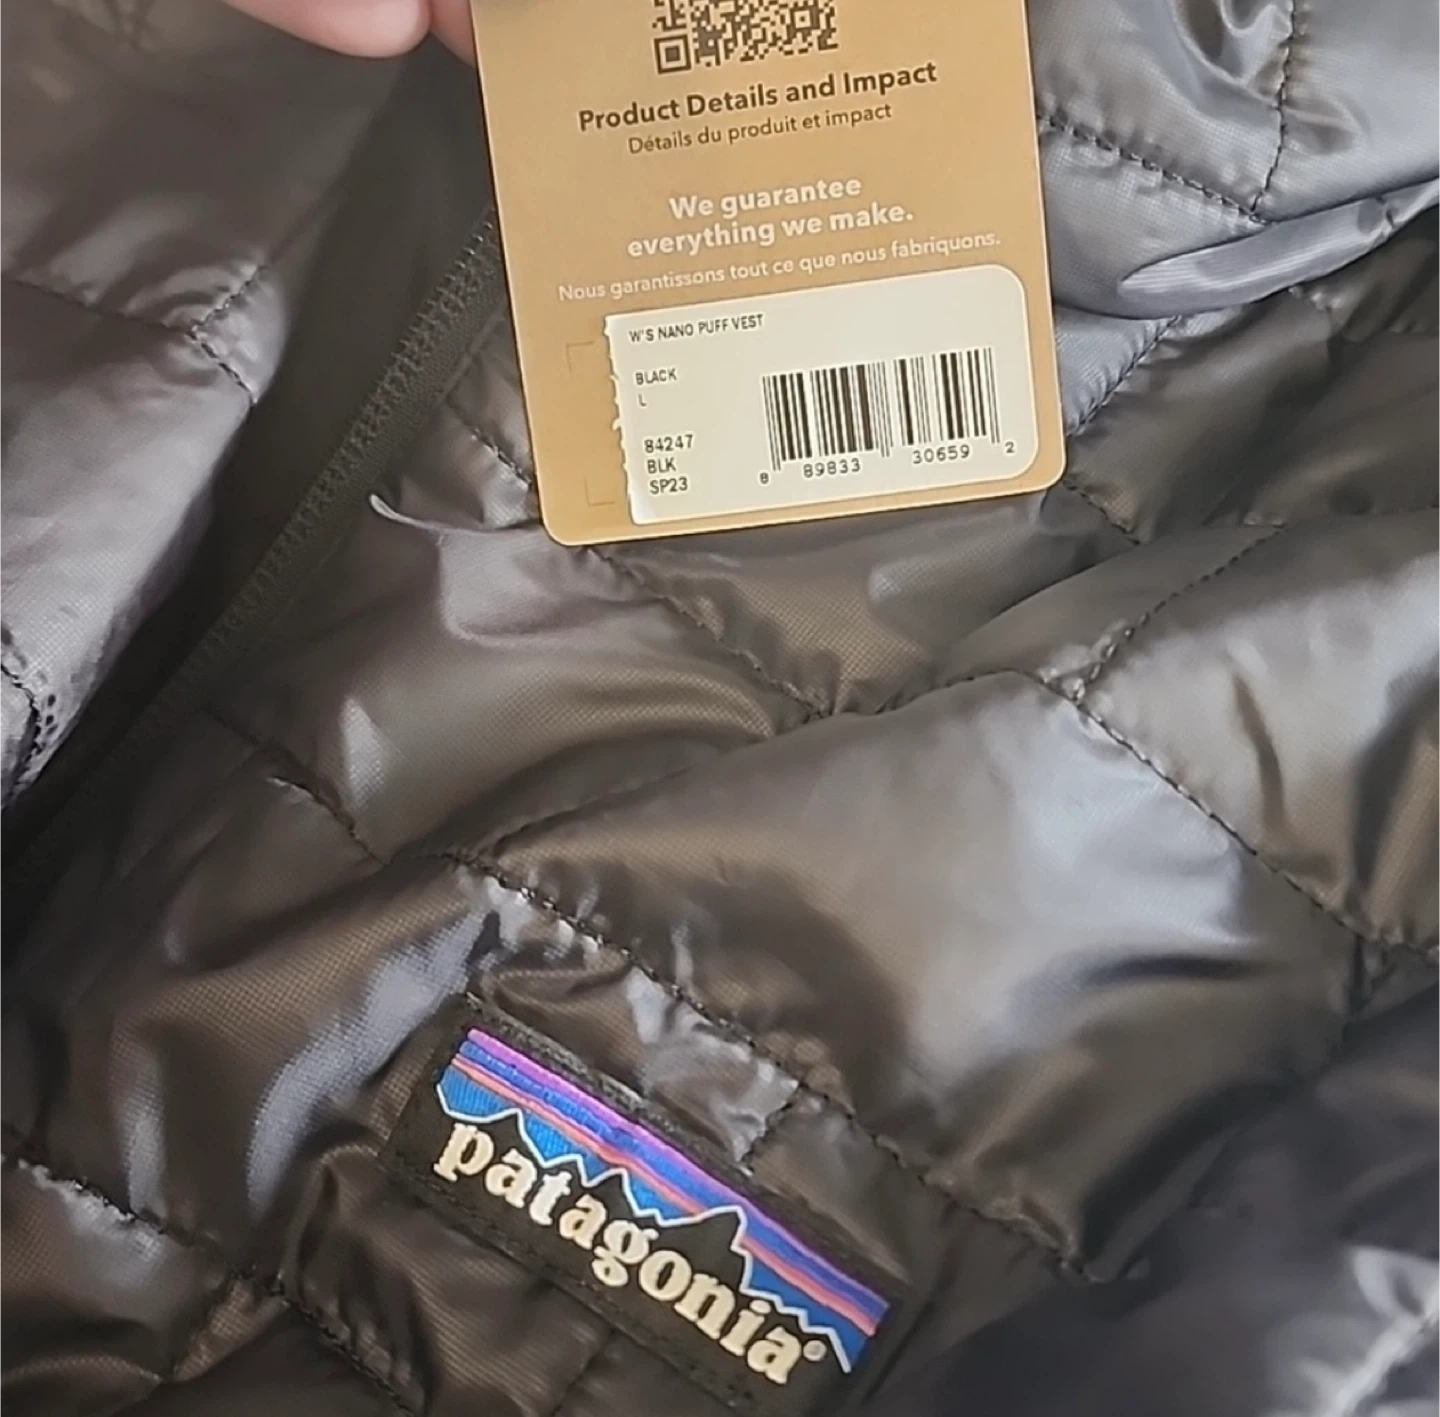 Product Details and Impact
Détails du produit et impact
We guarantee
everything we make.
Nous garantissons tout ce que nous fabriquons.
W'S NANO PUFF VEST
BLACK
L
84247
BLK
SP23
8 89833 30659 2
patagonia®